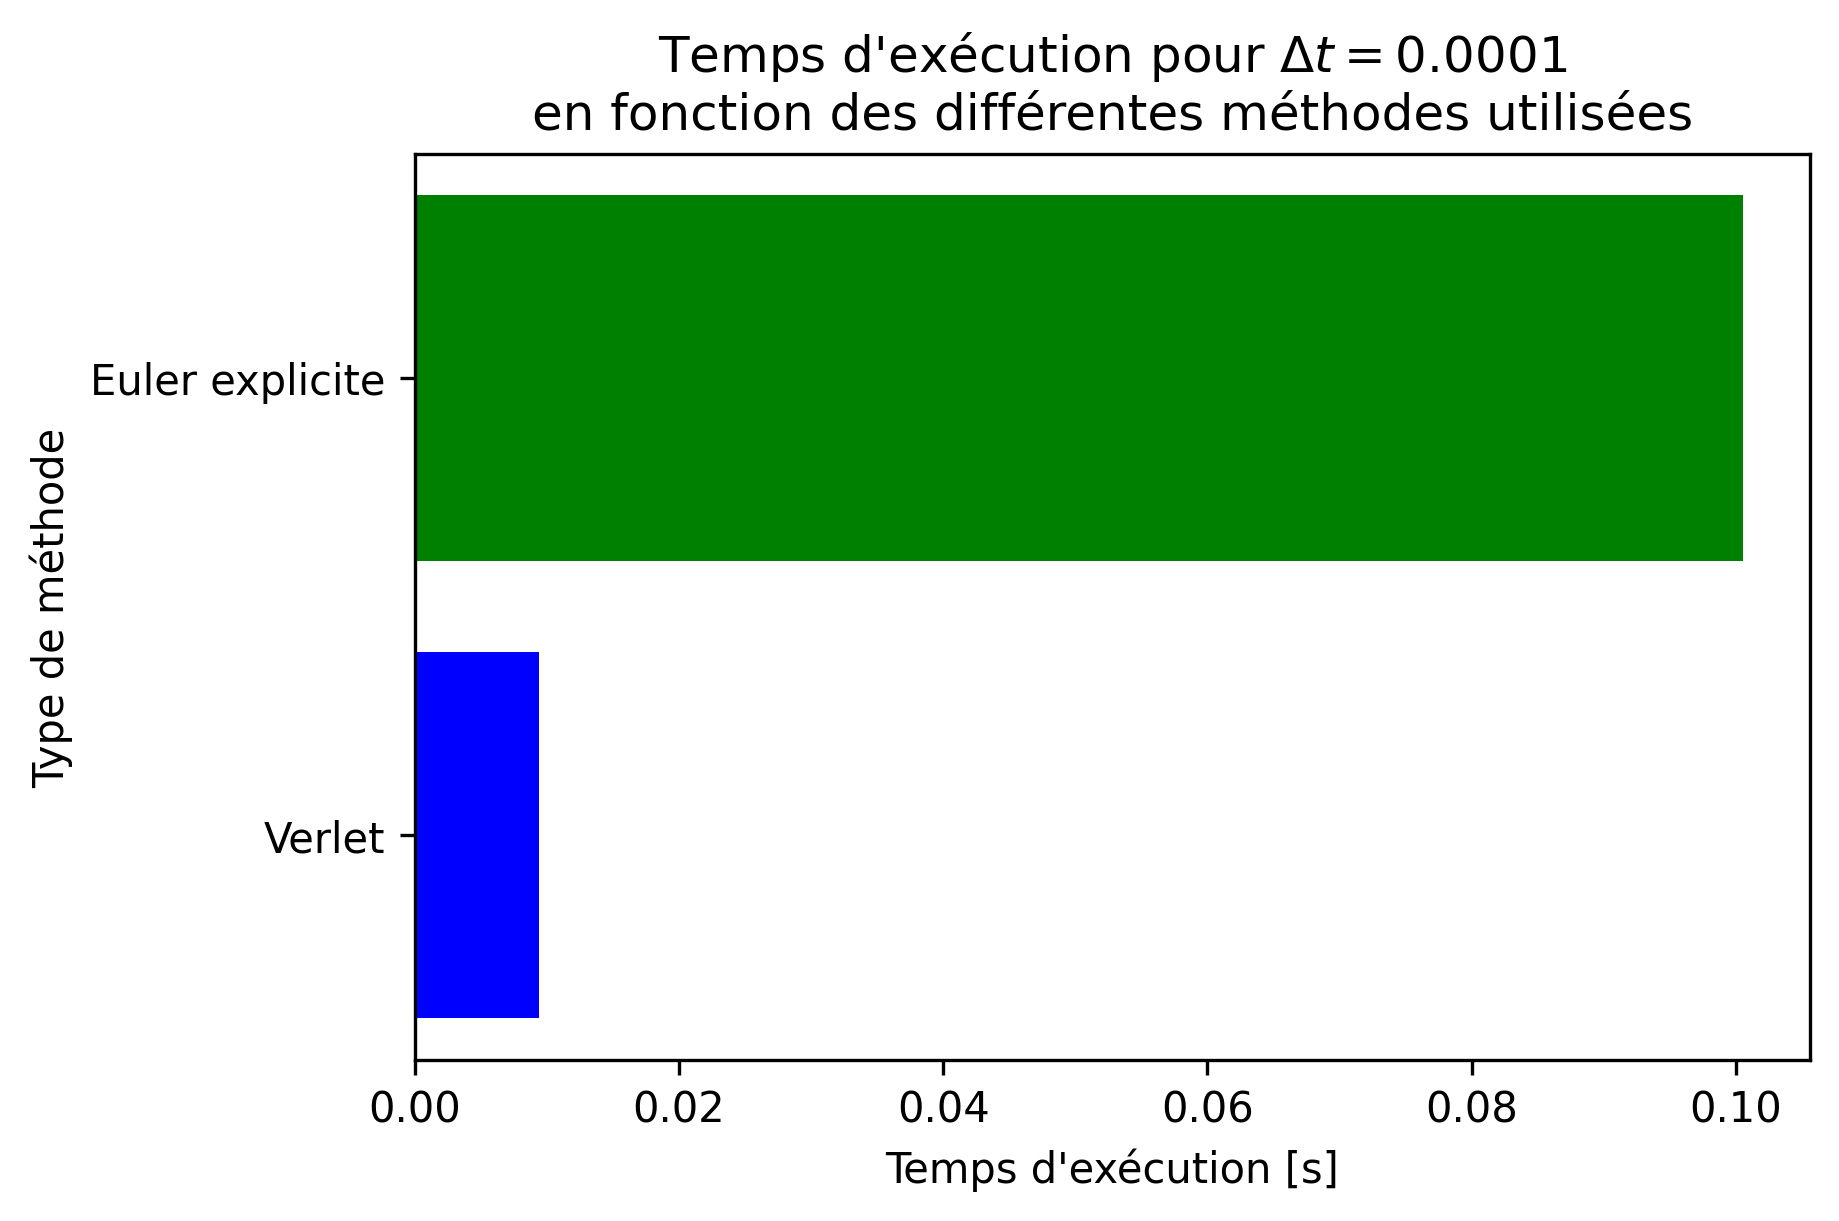 Temps d'exécution pour Δt = 0.0001
en fonction des différentes méthodes utilisées
Type de méthode
Euler explicite
Verlet
0.00 0.02 0.04 0.06 0.08 0.10
Temps d'exécution [s]